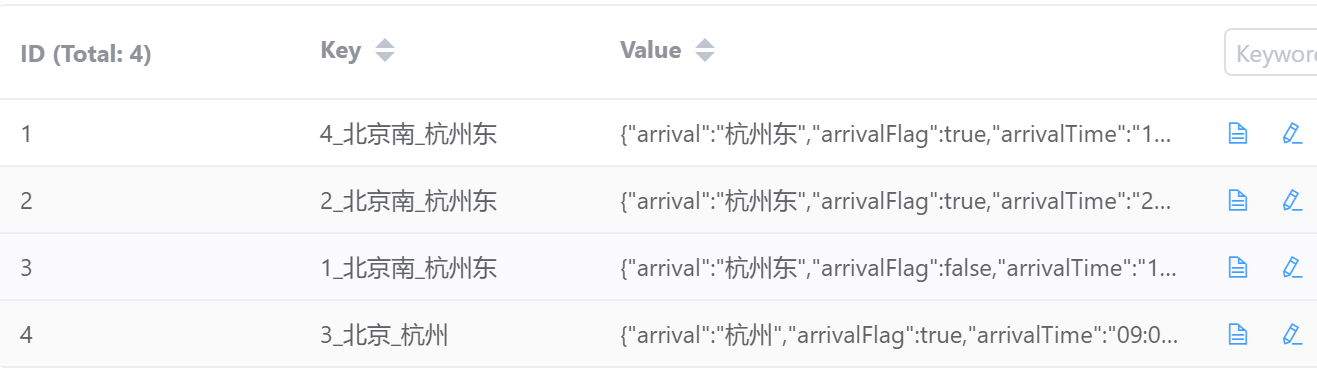 ID (Total: 4) Key Value Keyword
1 4_北京南_杭州东 {"arrival":"杭州东","arrivalFlag":true,"arrivalTime":"1...
2 2_北京南_杭州东 {"arrival":"杭州东","arrivalFlag":true,"arrivalTime":"2...
3 1_北京南_杭州东 {"arrival":"杭州东","arrivalFlag":false,"arrivalTime":"1...
4 3_北京_杭州 {"arrival":"杭州","arrivalFlag":true,"arrivalTime":"09:0...